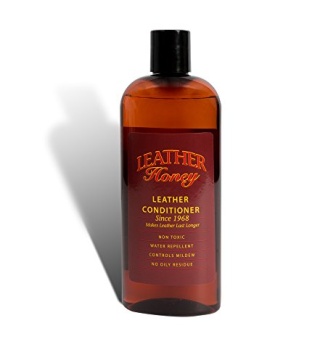 LEATHER
Honey
LEATHER
CONDITIONER
Since 1968
Makes Leather Last Longer
NON TOXIC
WATER REPELLENT
CONTROLS MILDEW
NO OILY RESIDUE